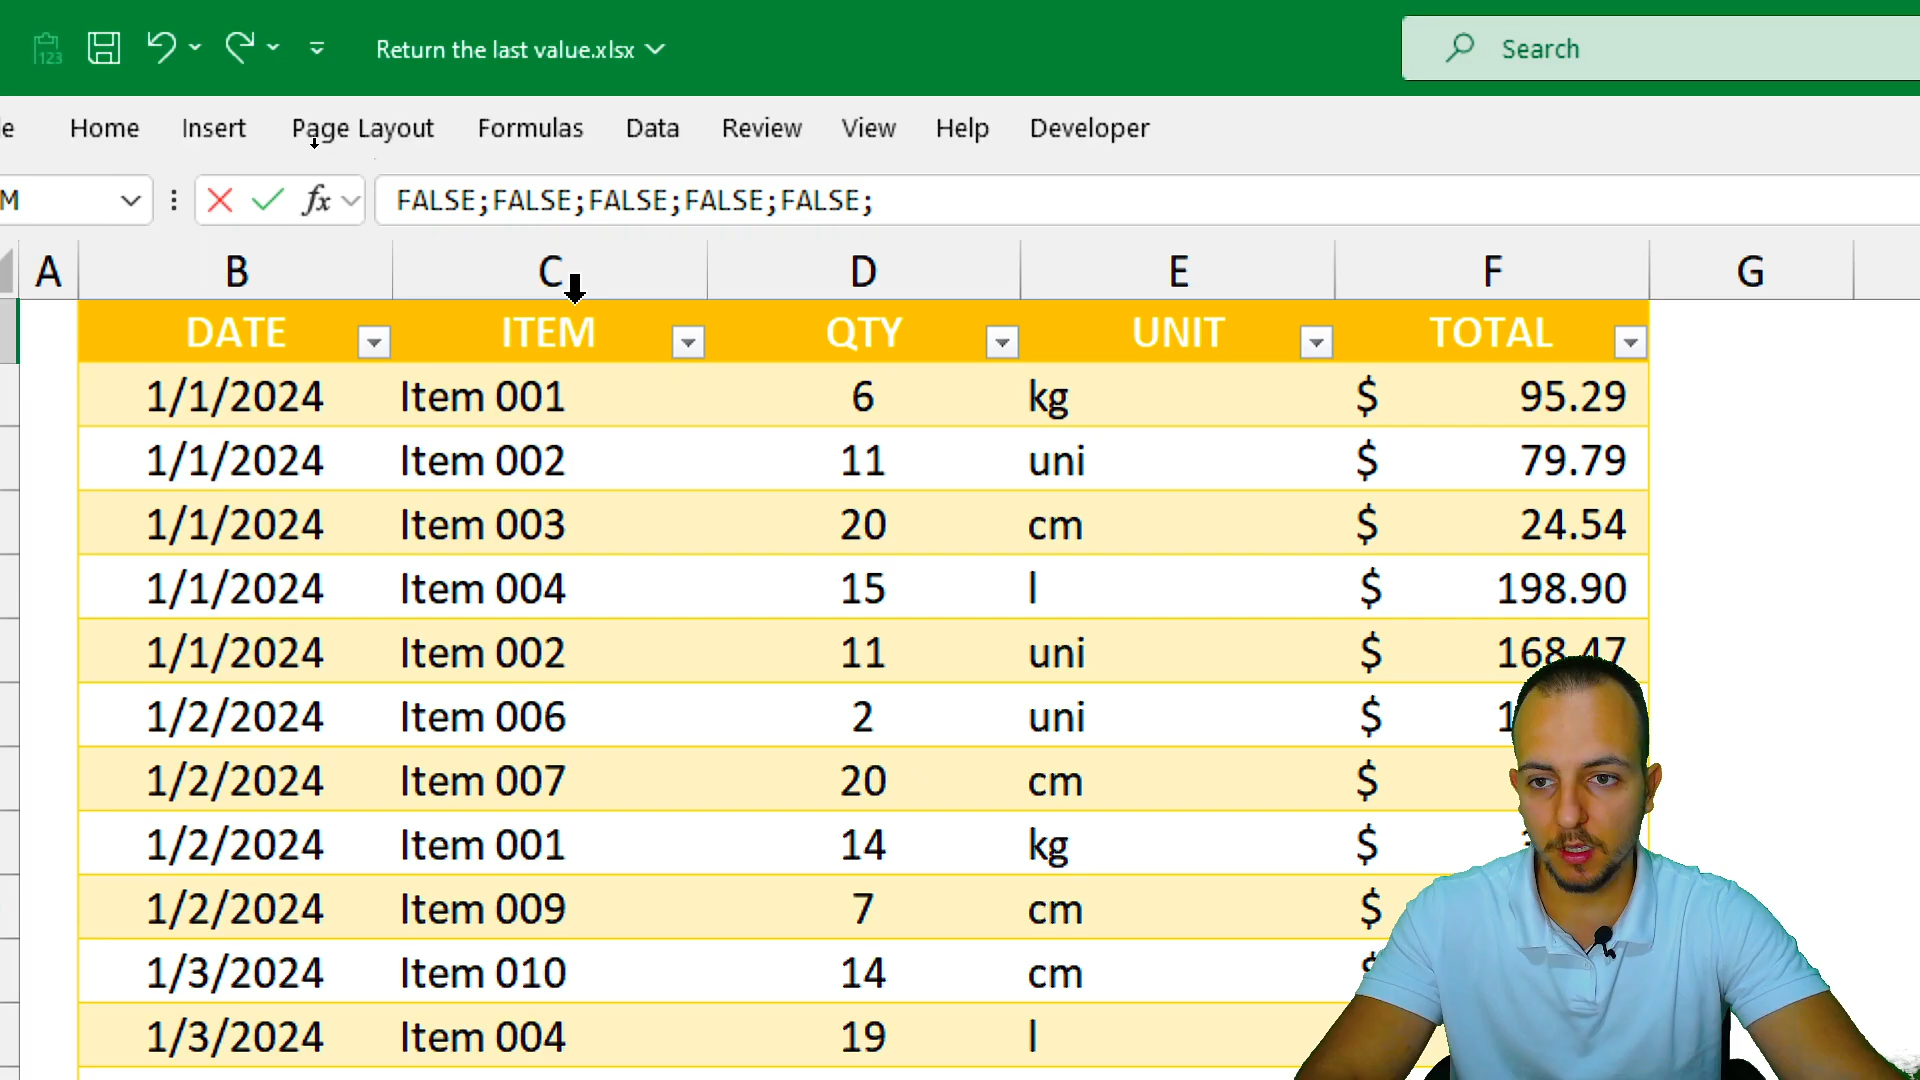 123 Return the last value.xlsx Search
Home Insert Page Layout Formulas Data Review View Help Developer
M fx FALSE;FALSE;FALSE;FALSE;FALSE;
A B C D E F G
DATE ITEM QTY UNIT TOTAL
1/1/2024 Item 001 6 kg $ 95.29
1/1/2024 Item 002 11 uni $ 79.79
1/1/2024 Item 003 20 cm $ 24.54
1/1/2024 Item 004 15 l $ 198.90
1/1/2024 Item 002 11 uni $ 168.47
1/2/2024 Item 006 2 uni $
1/2/2024 Item 007 20 cm $
1/2/2024 Item 001 14 kg $
1/2/2024 Item 009 7 cm $
1/3/2024 Item 010 14 cm
1/3/2024 Item 004 19 l